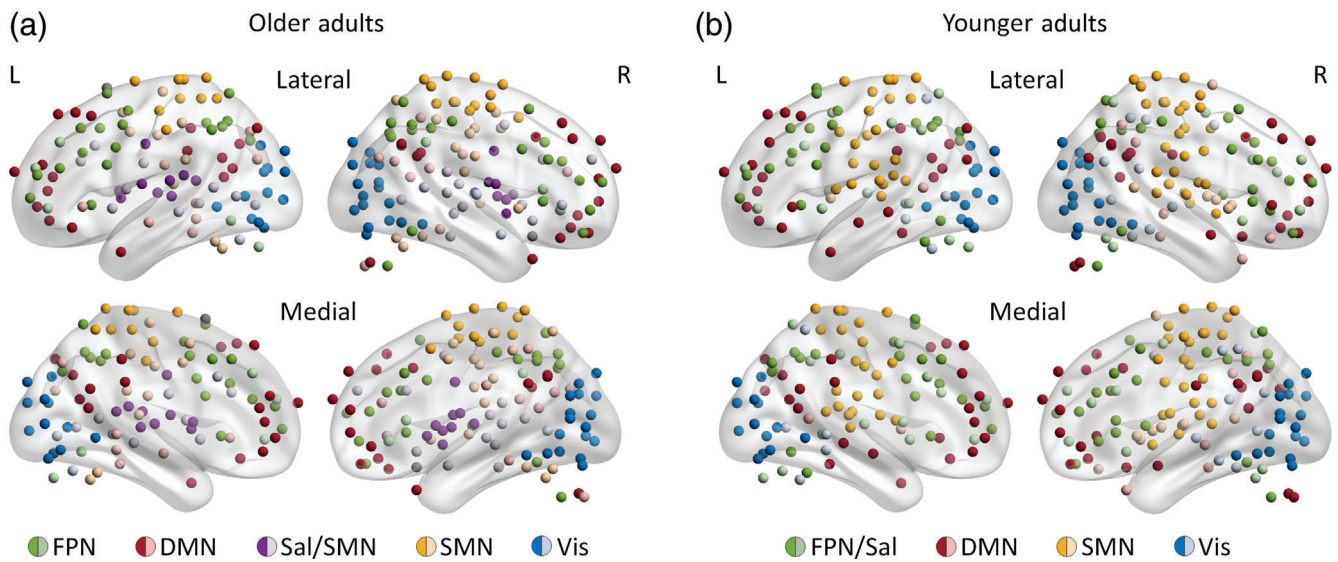 (a) Older adults
L Lateral R
Medial
FPN DMN Sal/SMN SMN Vis
(b) Younger adults
L Lateral R
Medial
FPN/Sal DMN SMN Vis